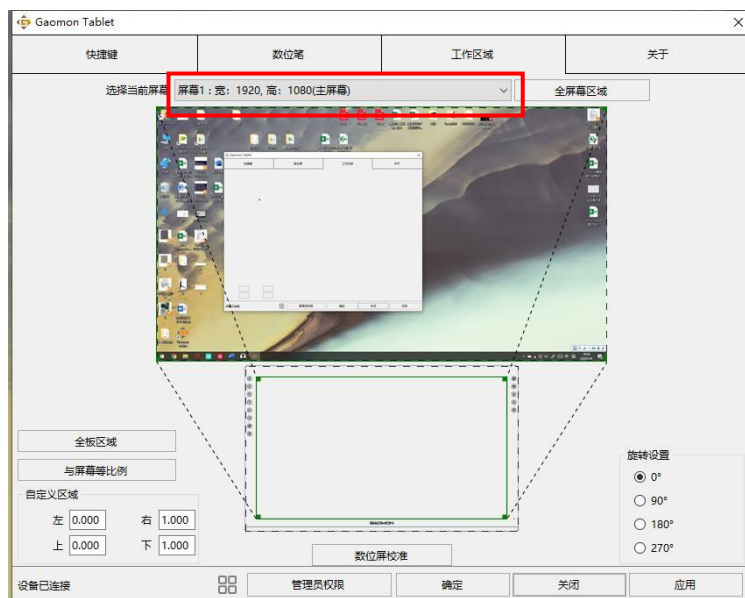 Gaomon Tablet
快捷键
数位笔
工作区域
关于
选择当前屏幕
屏幕1 : 宽: 1920, 高: 1080(主屏幕)
全屏幕区域
Gaomon Tablet
全板区域
与屏幕等比例
自定义区域
左 0.000 右 1.000
上 0.000 下 1.000
GAOMON
数位屏校准
旋转设置
0°
90°
180°
270°
设备已连接
管理员权限
确定
关闭
应用